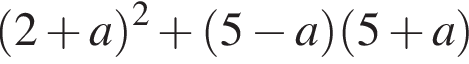 (2 + a)² + (5 − a)(5 + a)